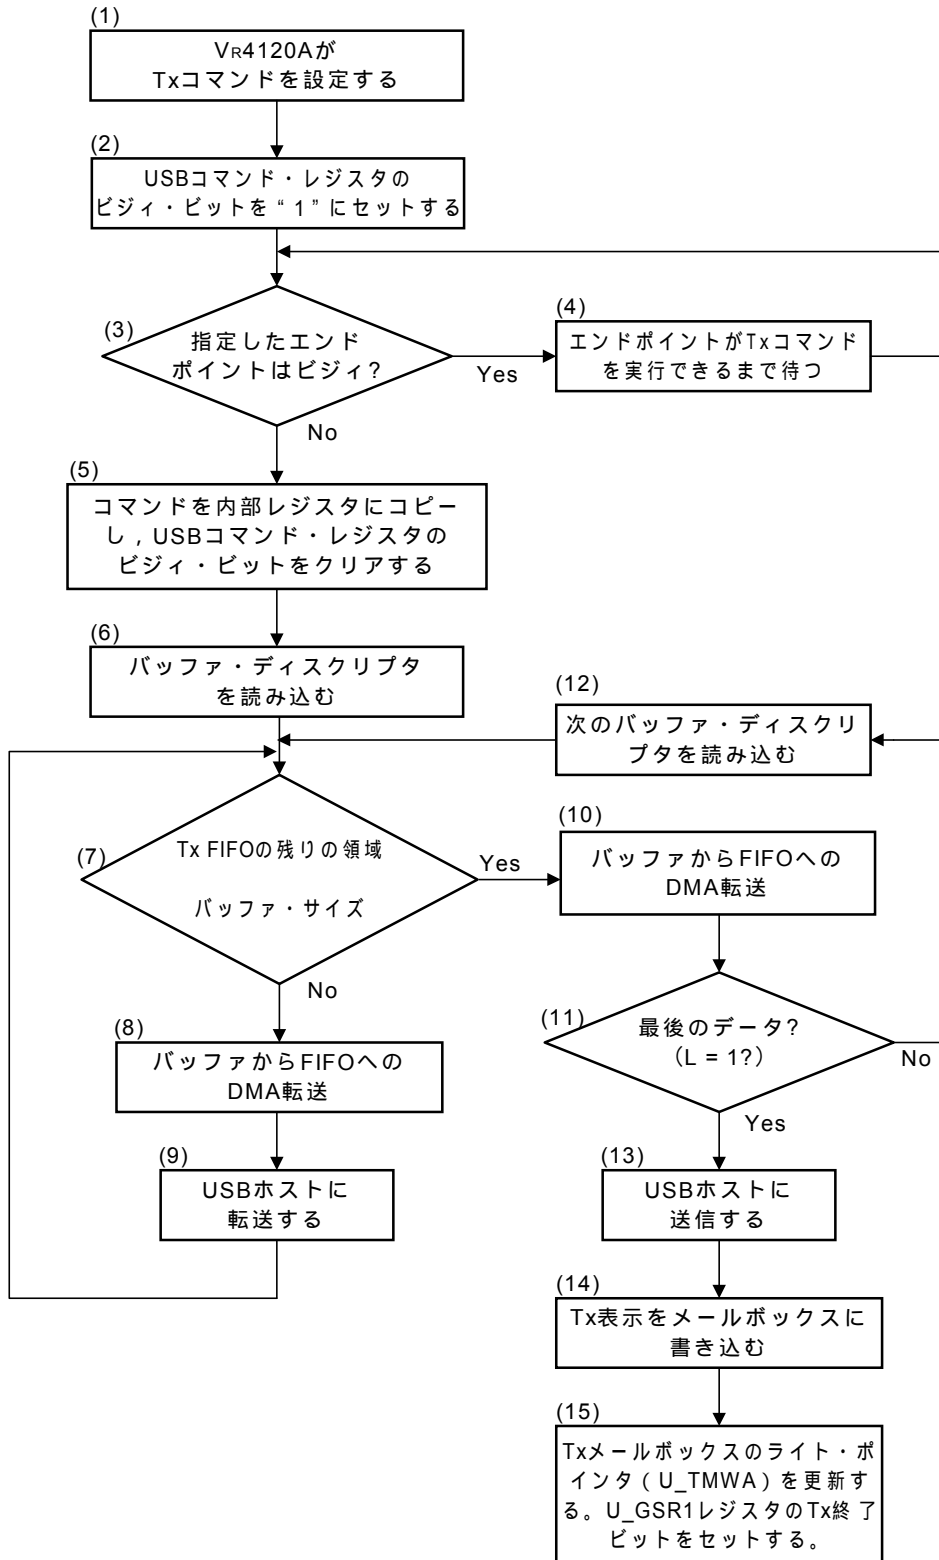 (1)
VR4120Aが
Txコマンドを設定する
(2)
USBコマンド・レジスタの
ビジィ・ビットを“1”にセットする
(3)
指定したエンド
ポイントはビジィ?
Yes
No
(4)
エンドポイントがTxコマンド
を実行できるまで待つ
(5)
コマンドを内部レジスタにコピー
し,USBコマンド・レジスタの
ビジィ・ビットをクリアする
(6)
バッファ・ディスクリプタ
を読み込む
(12)
次のバッファ・ディスクリ
プタを読み込む
(7)
Tx FIFOの残りの領域
バッファ・サイズ
Yes
No
(10)
バッファからFIFOへの
DMA転送
(8)
バッファからFIFOへの
DMA転送
(11)
最後のデータ?
(L = 1?)
No
Yes
(9)
USBホストに
転送する
(13)
USBホストに
送信する
(14)
Tx表示をメールボックスに
書き込む
(15)
Txメールボックスのライト・ポ
インタ(U_TMWA)を更新す
る。U_GSR1レジスタのTx終了
ビットをセットする。